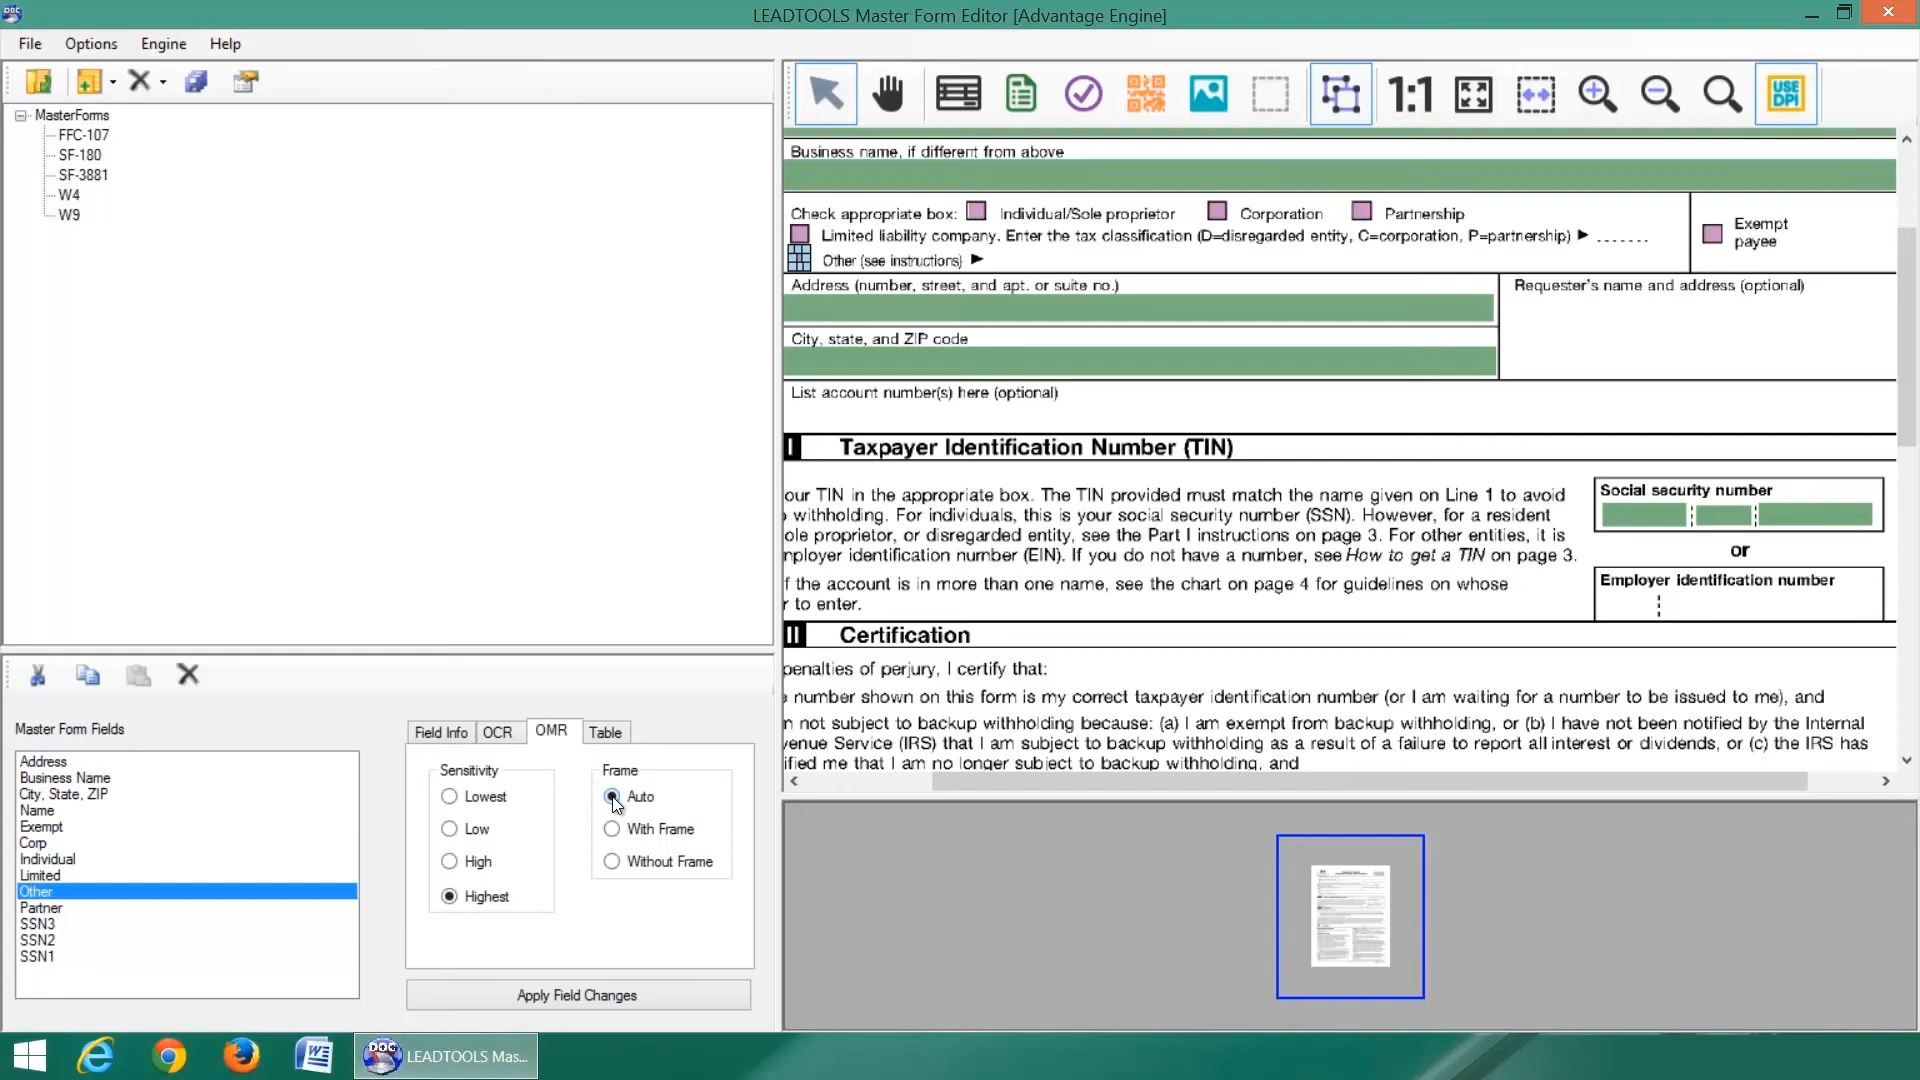 LEADTOOLS Master Form Editor [Advantage Engine]
File Options Engine Help
MasterForms
FFC-107
SF-180
SF-3881
W4
W9
1:1
USE
DPI
Business name, if different from above
Check appropriate box: Individual/Sole proprietor Corporation Partnership
Exempt
payee
Limited liability company. Enter the tax classification (D=disregarded entity, C=corporation, P=partnership) ▶ .......
Other (see instructions) ▶
Address (number, street, and apt. or suite no.)
Requester's name and address (optional)
City, state, and ZIP code
List account number(s) here (optional)
I Taxpayer Identification Number (TIN)
our TIN in the appropriate box. The TIN provided must match the name given on Line 1 to avoid
withholding. For individuals, this is your social security number (SSN). However, for a resident
ole proprietor, or disregarded entity, see the Part I instructions on page 3. For other entities, it is
mployer identification number (EIN). If you do not have a number, see How to get a TIN on page 3.
f the account is in more than one name, see the chart on page 4 for guidelines on whose
r to enter.
Social security number
or
Employer identification number
II Certification
penalties of perjury, I certify that:
e number shown on this form is my correct taxpayer identification number (or I am waiting for a number to be issued to me), and
n not subject to backup withholding because: (a) I am exempt from backup withholding, or (b) I have not been notified by the Internal
venue Service (IRS) that I am subject to backup withholding as a result of a failure to report all interest or dividends, or (c) the IRS has
ified me that I am no longer subject to backup withholding, and
Master Form Fields
Address
Business Name
City, State, ZIP
Name
Exempt
Corp
Individual
Limited
Other
Partner
SSN3
SSN2
SSN1
Field Info OCR OMR Table
Sensitivity
Lowest
Low
High
Highest
Frame
Auto
With Frame
Without Frame
Apply Field Changes
LEADTOOLS Mas...